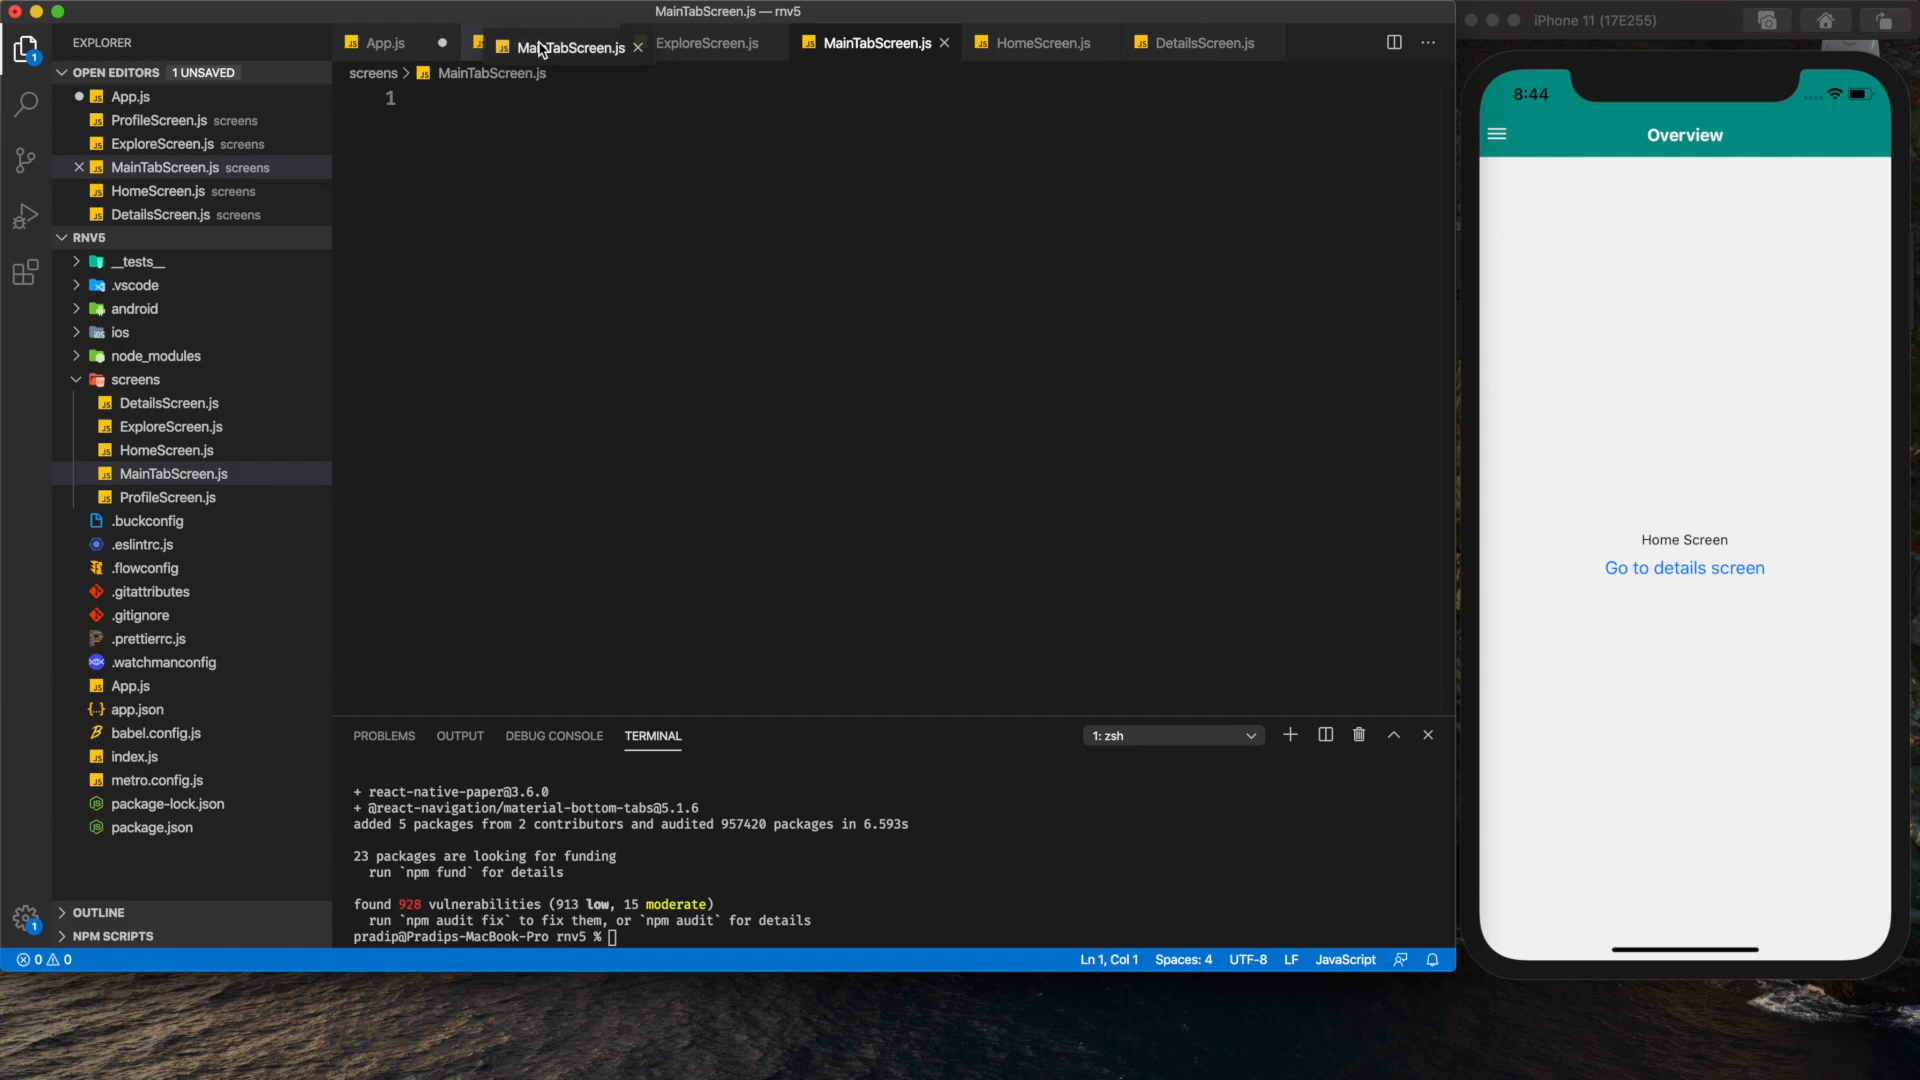 MainTabScreen.js — rnv5
iPhone 11 (17E255)
EXPLORER
App.js
MainTabScreen.js
ExploreScreen.js
MainTabScreen.js
HomeScreen.js
DetailsScreen.js
OPEN EDITORS 1 UNSAVED
screens > MainTabScreen.js
App.js
ProfileScreen.js screens
ExploreScreen.js screens
MainTabScreen.js screens
HomeScreen.js screens
DetailsScreen.js screens
1
RNV5
__tests__
.vscode
android
ios
node_modules
screens
DetailsScreen.js
ExploreScreen.js
HomeScreen.js
MainTabScreen.js
ProfileScreen.js
.buckconfig
.eslintrc.js
.flowconfig
.gitattributes
.gitignore
.prettierrc.js
.watchmanconfig
App.js
app.json
babel.config.js
index.js
metro.config.js
package-lock.json
package.json
OUTLINE
NPM SCRIPTS
1
1
PROBLEMS OUTPUT DEBUG CONSOLE TERMINAL
1: zsh
+ react-native-paper@3.6.0
+ @react-navigation/material-bottom-tabs@5.1.6
added 5 packages from 2 contributors and audited 957420 packages in 6.593s
23 packages are looking for funding
run `npm fund` for details
found 928 vulnerabilities (913 low, 15 moderate)
run `npm audit fix` to fix them, or `npm audit` for details
pradip@Pradips-MacBook-Pro rnv5 %
0 0
Ln 1, Col 1 Spaces: 4 UTF-8 LF JavaScript
8:44
Overview
Home Screen
Go to details screen